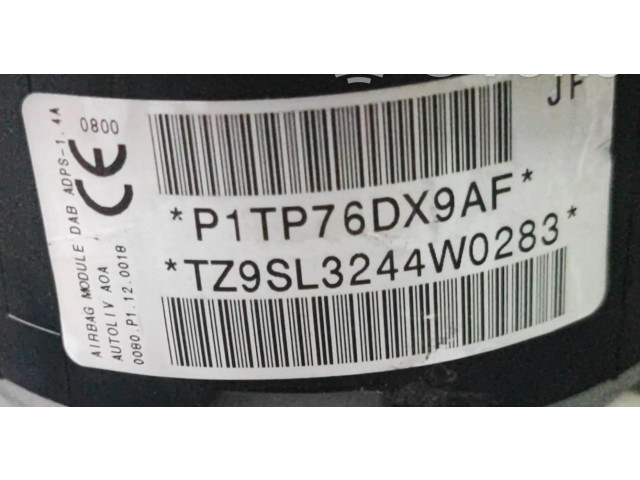 AIRBAG MODULE DAB ADPS-1.4A
AUTOLIV AOA
0080.P1.12.0018
0800
CE
JF
*P1TP76DX9AF*
*TZ9SL3244W0283*